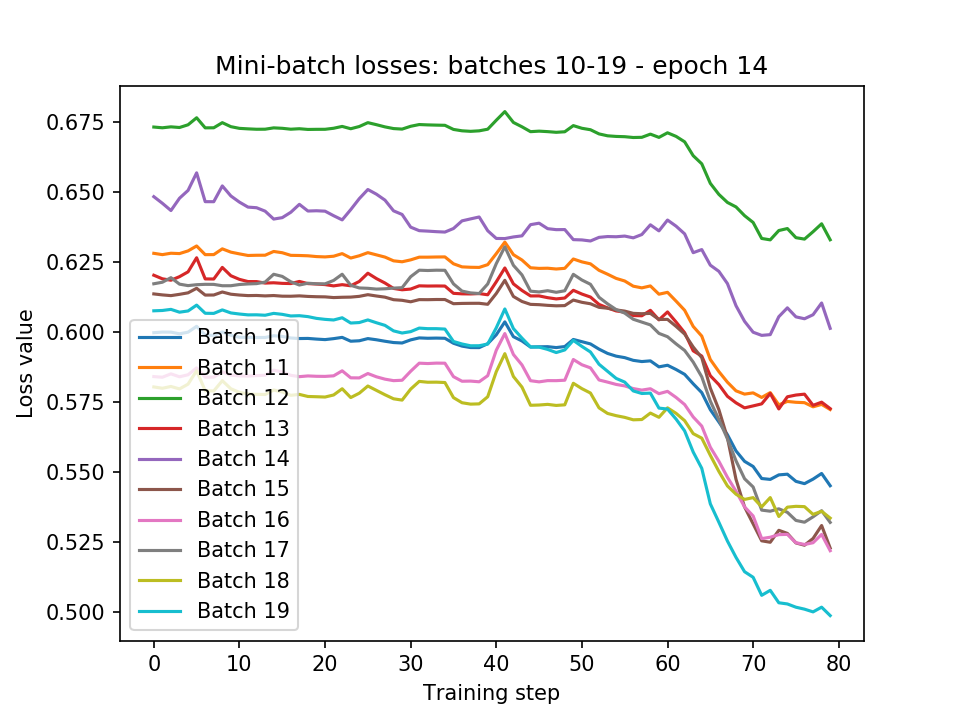 Mini-batch losses: batches 10-19 - epoch 14
0.675
0.650
0.625
0.600
0.575
0.550
0.525
0.500
Loss value
Batch 10
Batch 11
Batch 12
Batch 13
Batch 14
Batch 15
Batch 16
Batch 17
Batch 18
Batch 19
0 10 20 30 40 50 60 70 80
Training step